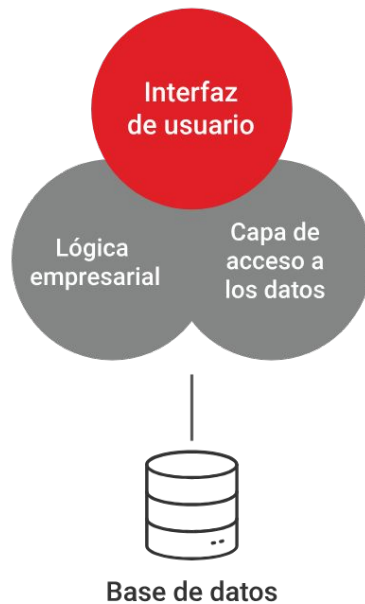 Interfaz
de usuario
Lógica
empresarial
Capa de
acceso a
los datos
Base de datos